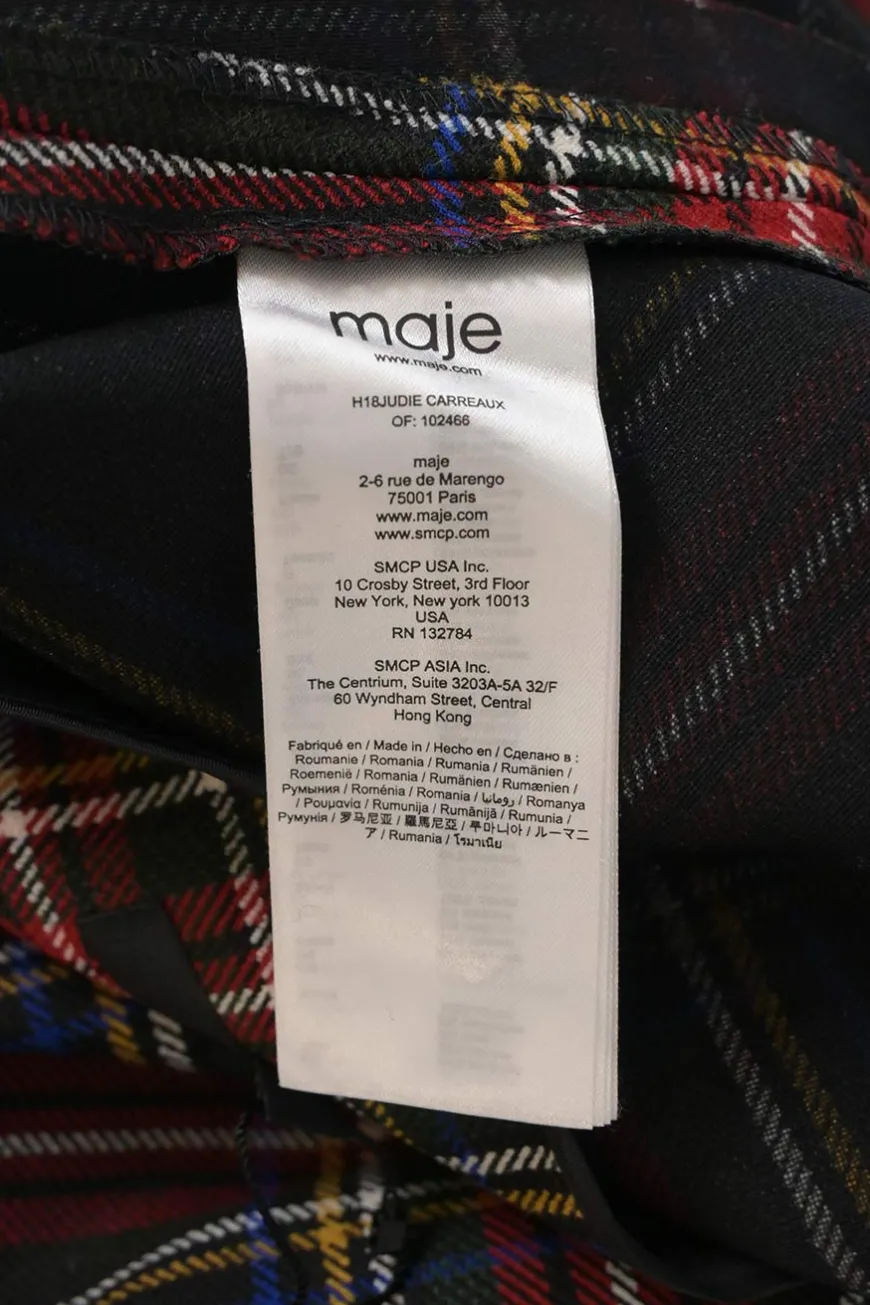 maje
www.maje.com
H18JUDIE CARREAUX
OF: 102466
maje
2-6 rue de Marengo
75001 Paris
www.maje.com
www.smcp.com
SMCP USA Inc.
10 Crosby Street, 3rd Floor
New York, New york 10013
USA
RN 132784
SMCP ASIA Inc.
The Centrium, Suite 3203A-5A 32/F
60 Wyndham Street, Central
Hong Kong
Fabriqué en / Made in / Hecho en / Сделано в :
Roumanie / Romania / Rumania / Rumänien /
Roemenië / Romania / Rumänien / Rumænien /
Румыния / Roménia / Romania / رومانيا / Romanya
/ Ρουμανία / Rumunija / Rumānijā / Rumunia /
Румунія / 罗马尼亚 / 羅馬尼亞 / 루마니아 / ルーマニ
ア / Rumania / โรมาเนีย